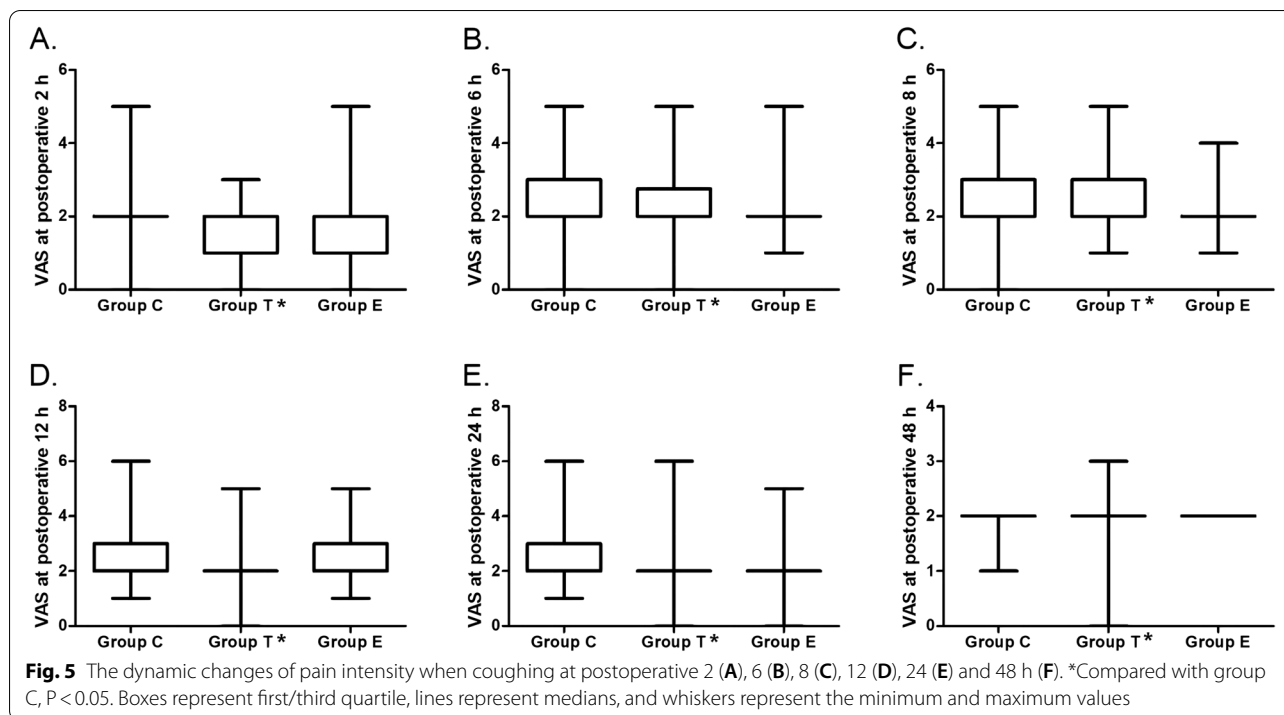 A.
VAS at postoperative 2 h
6
4
2
0
Group C Group T * Group E
B.
VAS at postoperative 6 h
6
4
2
0
Group C Group T * Group E
C.
VAS at postoperative 8 h
6
4
2
0
Group C Group T * Group E
D.
VAS at postoperative 12 h
8
6
4
2
0
Group C Group T * Group E
E.
VAS at postoperative 24 h
8
6
4
2
0
Group C Group T * Group E
F.
VAS at postoperative 48 h
4
3
2
1
0
Group C Group T * Group E
Fig. 5 The dynamic changes of pain intensity when coughing at postoperative 2 (A), 6 (B), 8 (C), 12 (D), 24 (E) and 48 h (F). *Compared with group
C, P < 0.05. Boxes represent first/third quartile, lines represent medians, and whiskers represent the minimum and maximum values